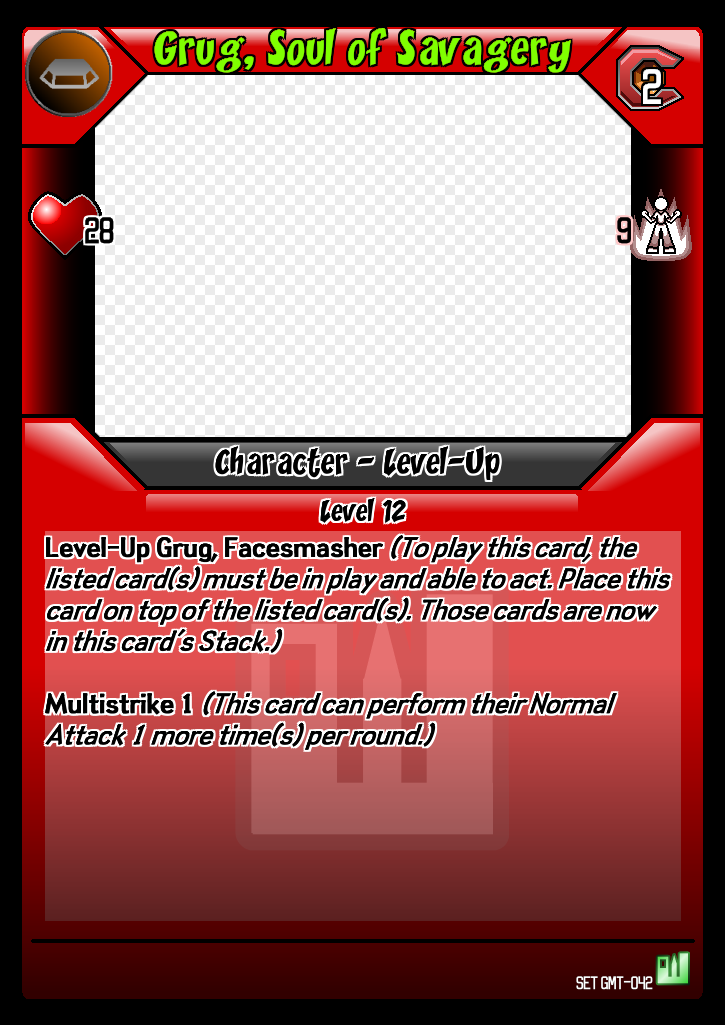 Grug, Soul of Savagery
2
28
9
Character - Level-Up
Level 12
Level-Up Grug, Facesmasher (To play this card, the
listed card(s) must be in play and able to act. Place this
card on top of the listed card(s). Those cards are now
in this card's Stack.)
Multistrike 1 (This card can perform their Normal
Attack 1 more time(s) per round.)
SET GMT-042